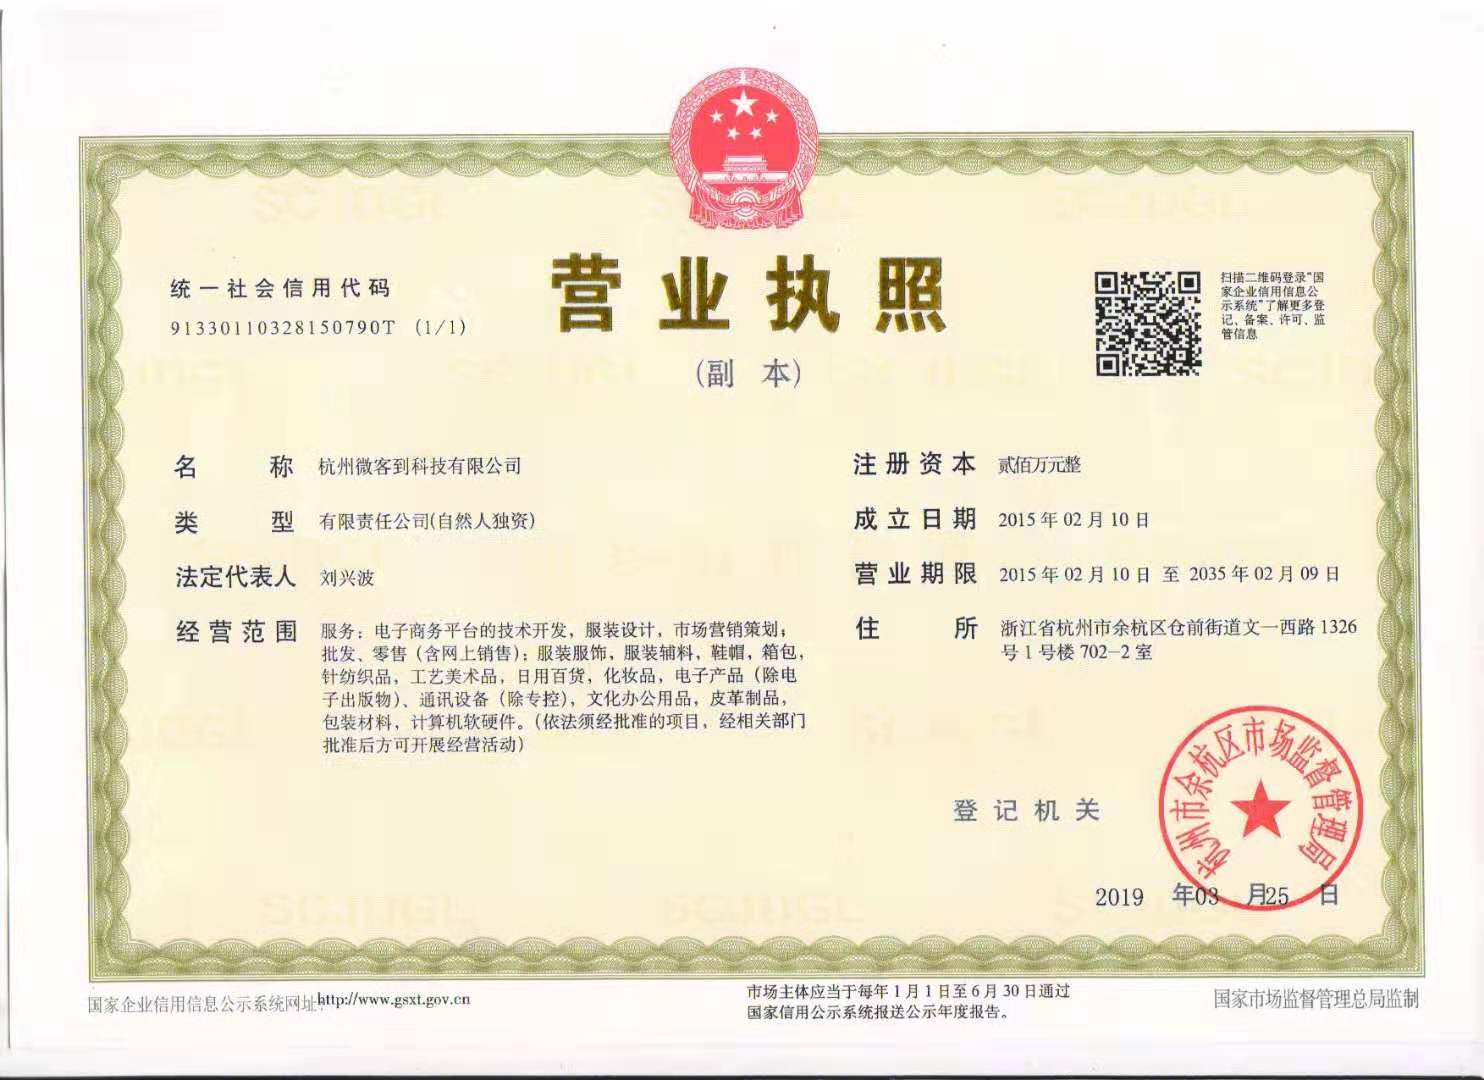 统一社会信用代码
91330110328150790T (1/1)
营业执照
(副 本)
扫描二维码登录“国
家企业信用信息公
示系统”了解更多登
记、备案、许可、监
管信息
名 称 杭州微客到科技有限公司
类 型 有限责任公司(自然人独资)
法定代表人 刘兴波
经营范围 服务：电子商务平台的技术开发，服装设计，市场营销策划；
批发、零售（含网上销售）：服装服饰，服装辅料，鞋帽，箱包，
针纺织品，工艺美术品，日用百货，化妆品，电子产品（除电
子出版物）、通讯设备（除专控），文化办公用品，皮革制品，
包装材料，计算机软硬件。（依法须经批准的项目，经相关部门
批准后方可开展经营活动）
注册资本 贰佰万元整
成立日期 2015年02月10日
营业期限 2015年02月10日 至 2035年02月09日
住 所 浙江省杭州市余杭区仓前街道文一西路1326
号1号楼702-2室
登记机关
杭州市余杭区市场监督管理局
2019 年03 月25 日
国家企业信用信息公示系统网址：http://www.gsxt.gov.cn
市场主体应当于每年1月1日至6月30日通过
国家信用公示系统报送公示年度报告。
国家市场监督管理总局监制
SCJDGL